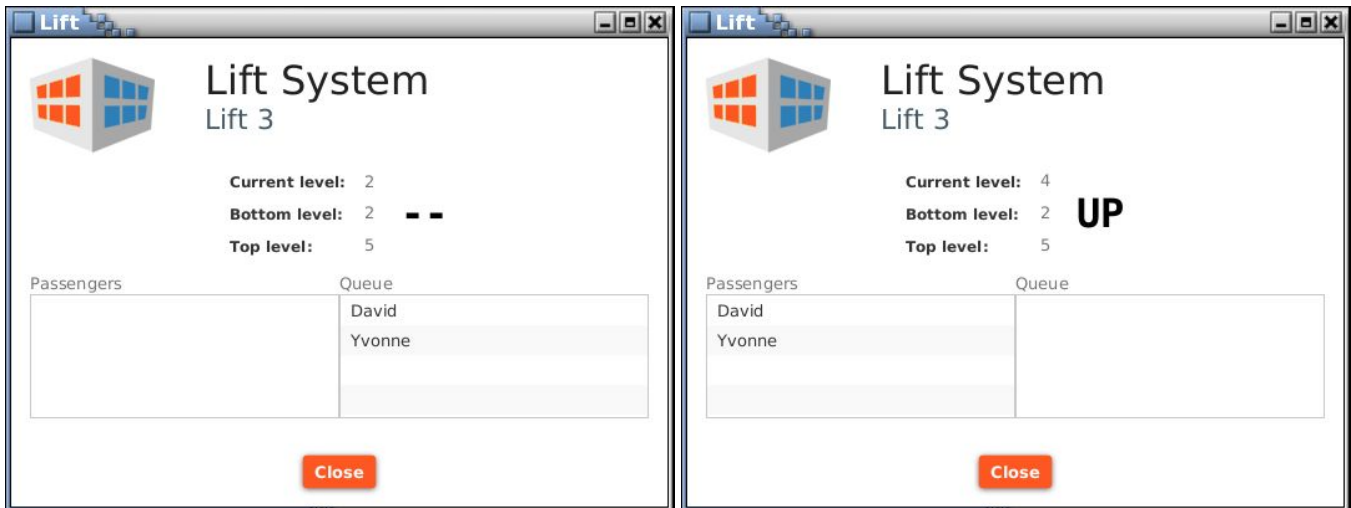 Lift
Lift System
Lift 3
Current level: 2
Bottom level: 2 --
Top level: 5
Passengers Queue
David
Yvonne
Close
Lift
Lift System
Lift 3
Current level: 4
Bottom level: 2 UP
Top level: 5
Passengers Queue
David
Yvonne
Close